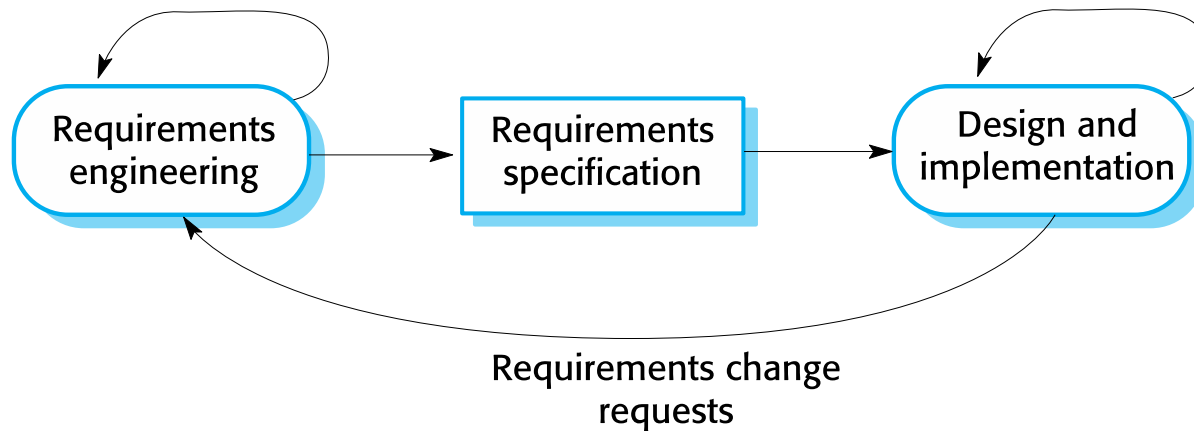 Requirements
engineering
Requirements
specification
Design and
implementation
Requirements change
requests